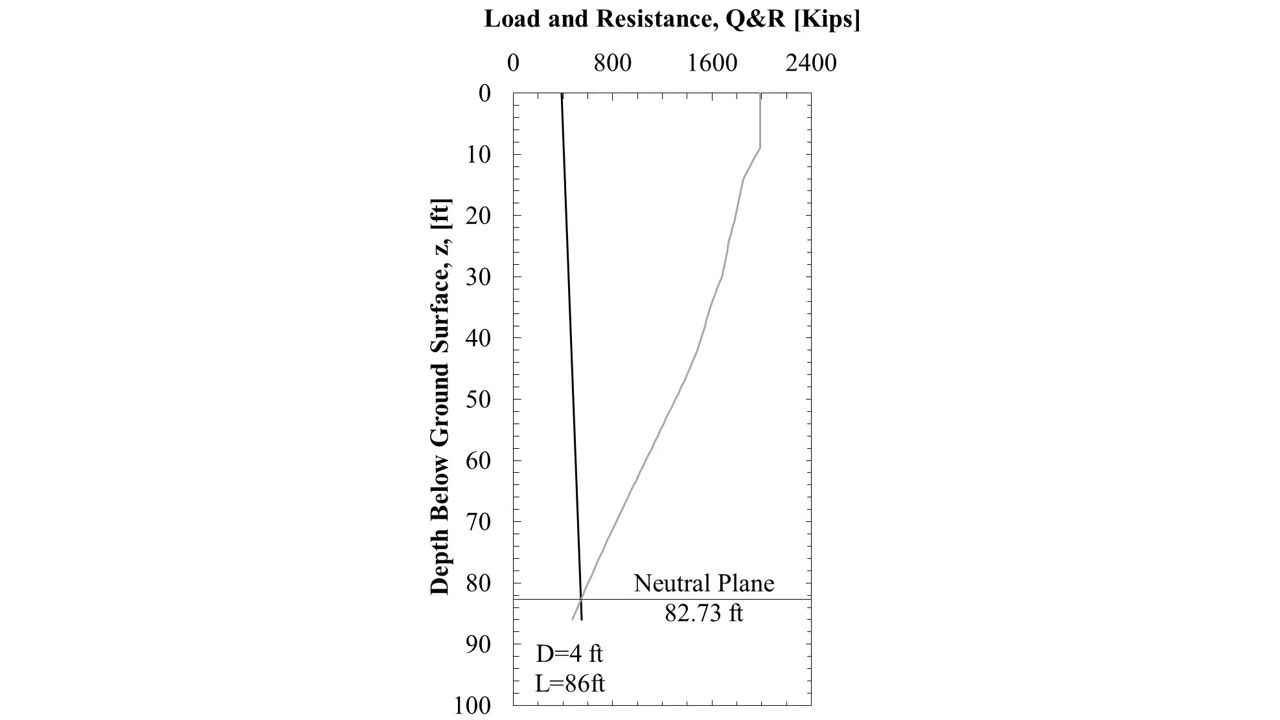 Load and Resistance, Q&R [Kips]
0 800 1600 2400
Depth Below Ground Surface, z, [ft]
0
10
20
30
40
50
60
70
80
90
100
Neutral Plane
82.73 ft
D=4 ft
L=86ft